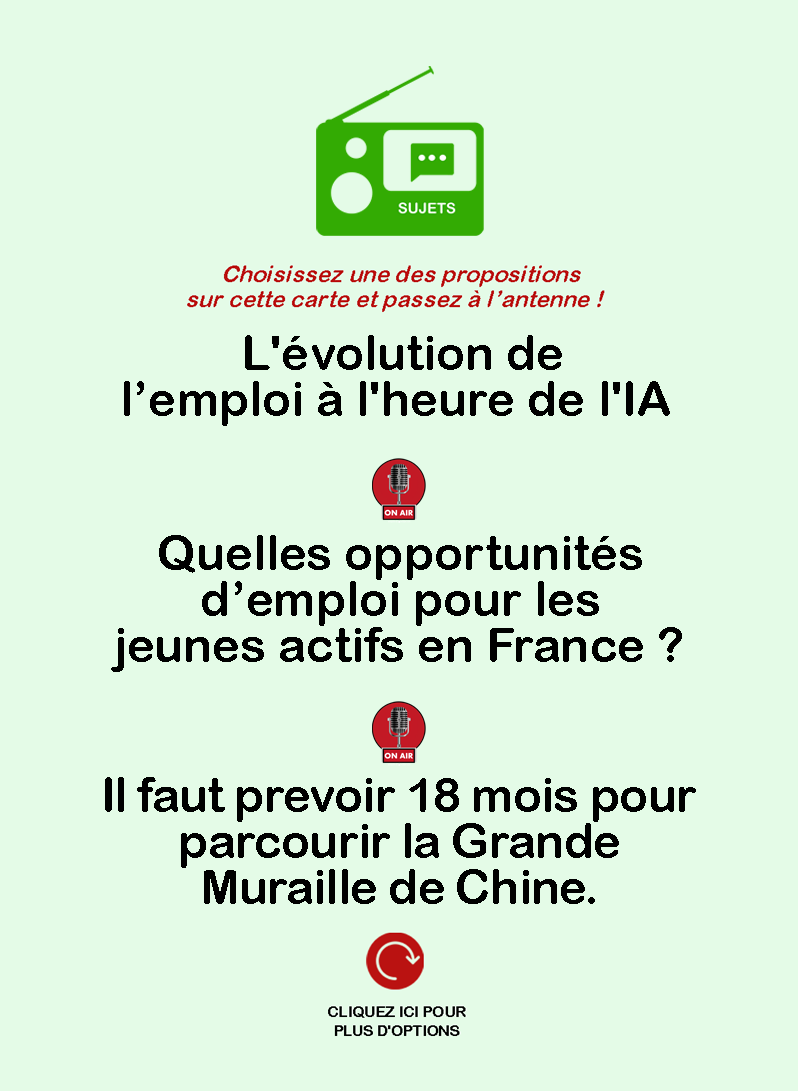 SUJETS
Choisissez une des propositions
sur cette carte et passez à l’antenne !
L'évolution de
l’emploi à l'heure de l'IA
ON AIR
Quelles opportunités
d’emploi pour les
jeunes actifs en France ?
ON AIR
Il faut prevoir 18 mois pour
parcourir la Grande
Muraille de Chine.
CLIQUEZ ICI POUR
PLUS D'OPTIONS